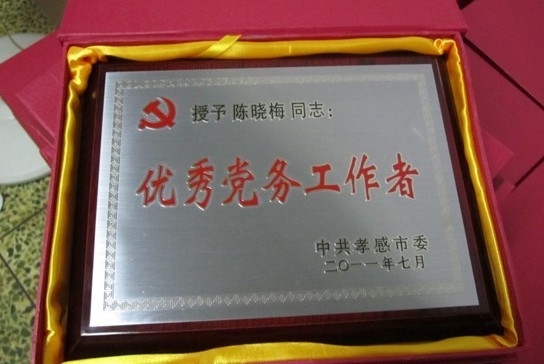 授予 陈晓梅 同志：
优秀党务工作者
中共孝感市委
二〇一一年七月